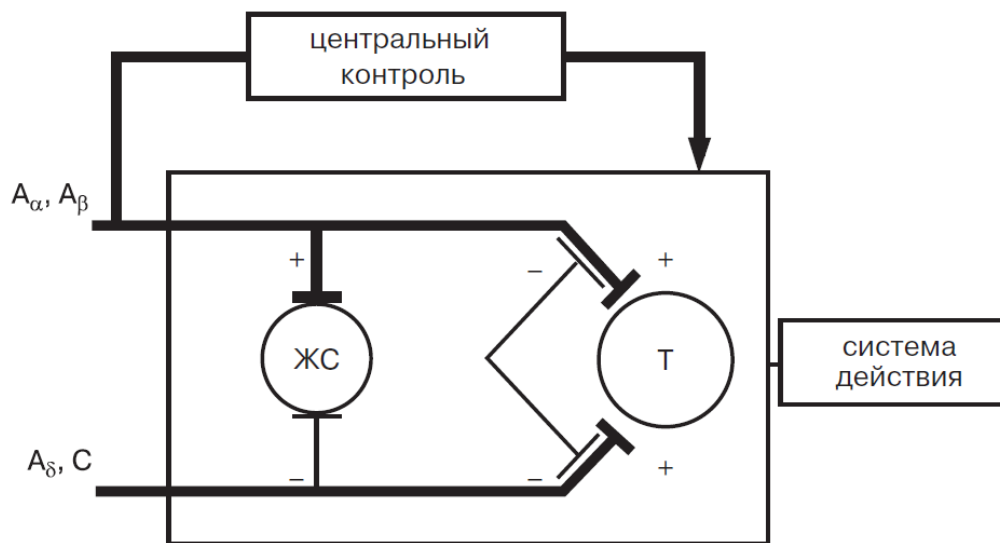 центральный
контроль
Aα, Aβ
+
−
+
ЖС
T
система
действия
Aδ, C
−
−
+